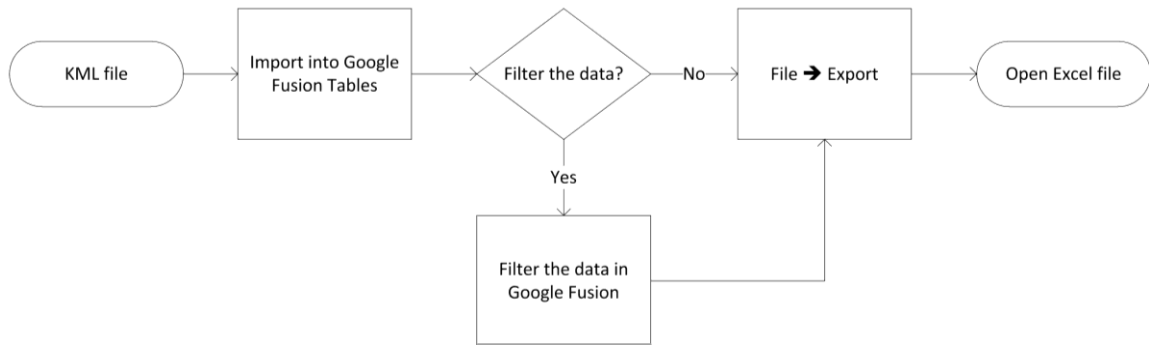 KML file
Import into Google
Fusion Tables
Filter the data?
No
File 🡺 Export
Open Excel file
Yes
Filter the data in
Google Fusion